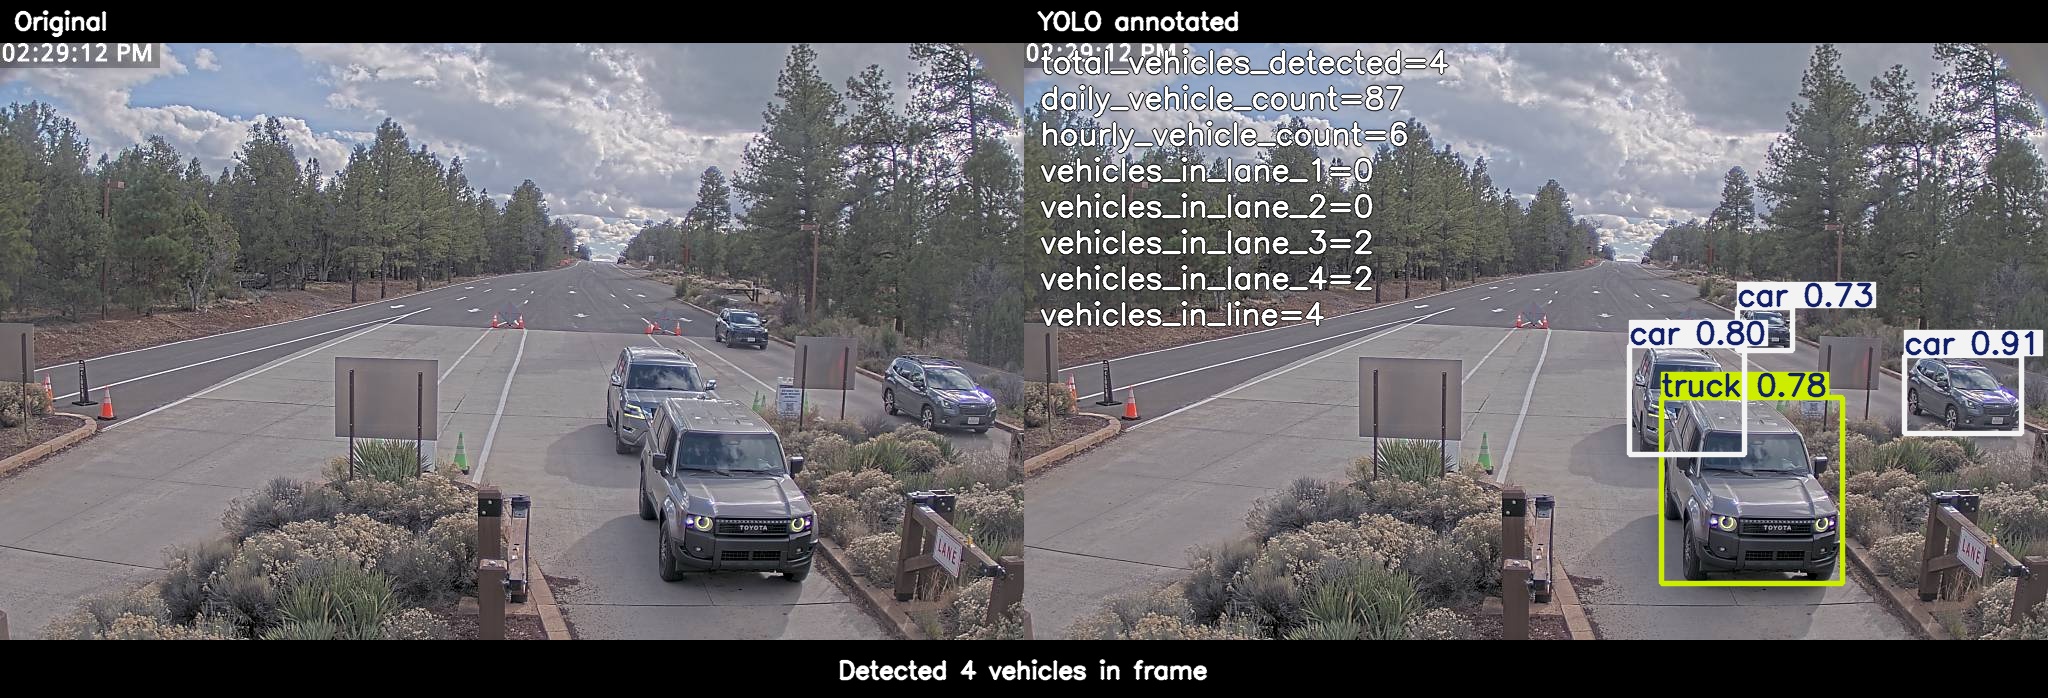 Original
02:29:12 PM
TOYOTA
LANE
YOLO annotated
02:29:12 PM
total_vehicles_detected=4
daily_vehicle_count=87
hourly_vehicle_count=6
vehicles_in_lane_1=0
vehicles_in_lane_2=0
vehicles_in_lane_3=2
vehicles_in_lane_4=2
vehicles_in_line=4
car 0.73
car 0.80
car 0.91
truck 0.78
TOYOTA
LANE
Detected 4 vehicles in frame